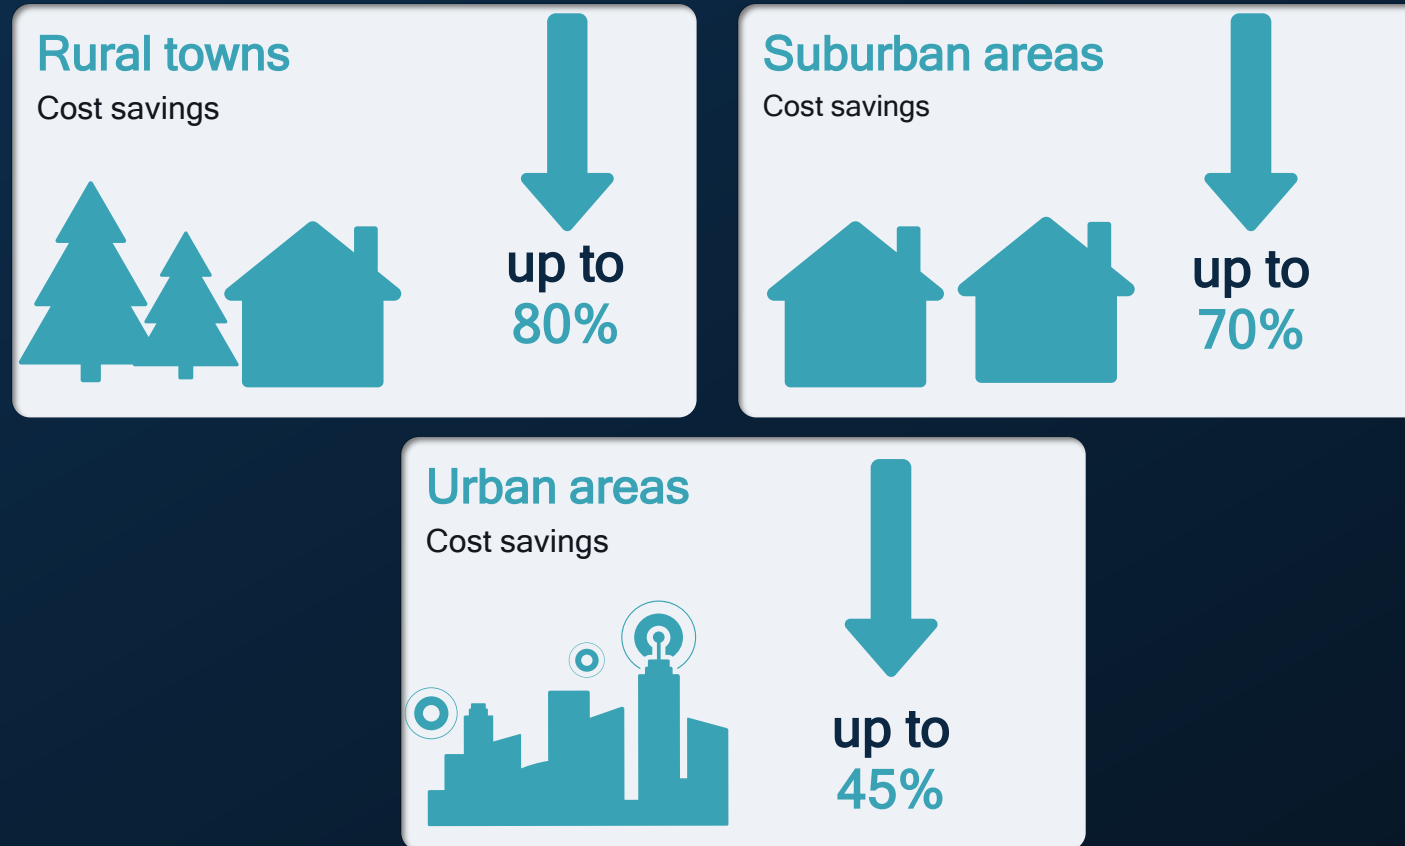 Rural towns
Cost savings
up to
80%
Suburban areas
Cost savings
up to
70%
Urban areas
Cost savings
up to
45%